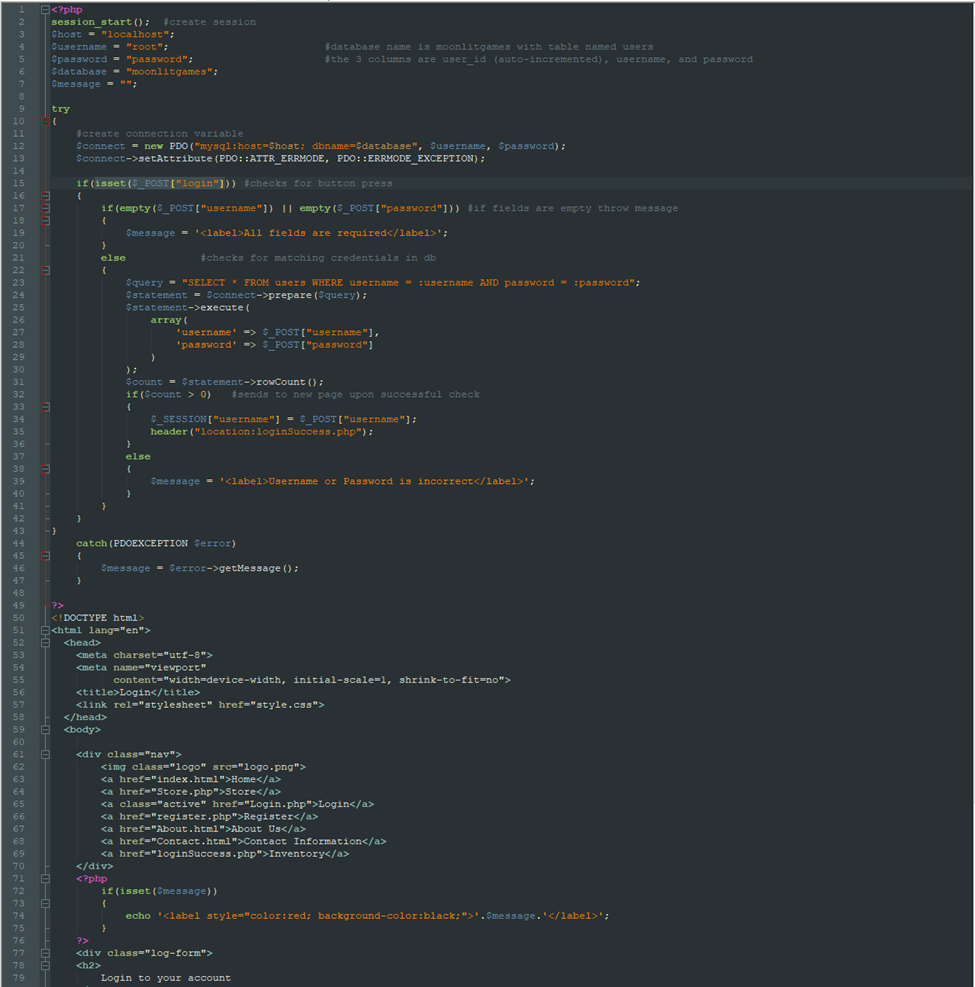 1 <?php
2 session_start();  #create session
3 $host = "localhost";
4 $username = "root";                         #database name is moonlitgames with table named users
5 $password = "password";                     #the 3 columns are user_id (auto-incremented), username, and password
6 $database = "moonlitgames";
7 $message = "";
8
9 try
10 {
11     #create connection variable
12     $connect = new PDO("mysql:host=$host; dbname=$database", $username, $password);
13     $connect->setAttribute(PDO::ATTR_ERRMODE, PDO::ERRMODE_EXCEPTION);
14
15     if(isset($_POST["login"])) #checks for button press
16     {
17         if(empty($_POST["username"]) || empty($_POST["password"])) #if fields are empty throw message
18         {
19             $message = '<label>All fields are required</label>';
20         }
21         else            #checks for matching credentials in db
22         {
23             $query = "SELECT * FROM users WHERE username = :username AND password = :password";
24             $statement = $connect->prepare($query);
25             $statement->execute(
26                 array(
27                     'username' => $_POST["username"],
28                     'password' => $_POST["password"]
29                 )
30             );
31             $count = $statement->rowCount();
32             if($count > 0)   #sends to new page upon successful check
33             {
34                 $_SESSION["username"] = $_POST["username"];
35                 header("location:loginSuccess.php");
36             }
37             else
38             {
39                 $message = '<label>Username or Password is incorrect</label>';
40             }
41         }
42     }
43 }
44     catch(PDOEXCEPTION $error)
45     {
46         $message = $error->getMessage();
47     }
48
49 ?>
50 <!DOCTYPE html>
51 <html lang="en">
52   <head>
53     <meta charset="utf-8">
54     <meta name="viewport"
55           content="width=device-width, initial-scale=1, shrink-to-fit=no">
56     <title>Login</title>
57     <link rel="stylesheet" href="style.css">
58   </head>
59   <body>
60
61     <div class="nav">
62         <img class="logo" src="logo.png">
63         <a href="index.html">Home</a>
64         <a href="Store.php">Store</a>
65         <a class="active" href="Login.php">Login</a>
66         <a href="register.php">Register</a>
67         <a href="About.html">About Us</a>
68         <a href="Contact.html">Contact Information</a>
69         <a href="loginSuccess.php">Inventory</a>
70     </div>
71     <?php
72         if(isset($message))
73         {
74             echo '<label style="color:red; background-color:black;">'.$message.'</label>';
75         }
76     ?>
77     <div class="log-form">
78     <h2>
79         Login to your account